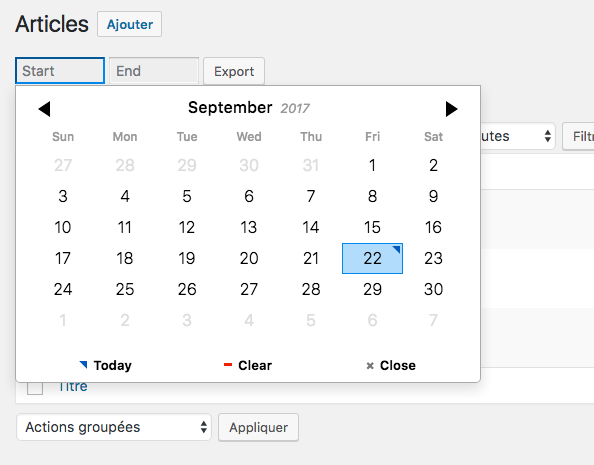 Articles Ajouter
Start End Export
September 2017
Sun Mon Tue Wed Thu Fri Sat
27 28 29 30 31 1 2
3 4 5 6 7 8 9
10 11 12 13 14 15 16
17 18 19 20 21 22 23
24 25 26 27 28 29 30
1 2 3 4 5 6 7
Today Clear Close
utes Filtr
Titre
Actions groupées Appliquer